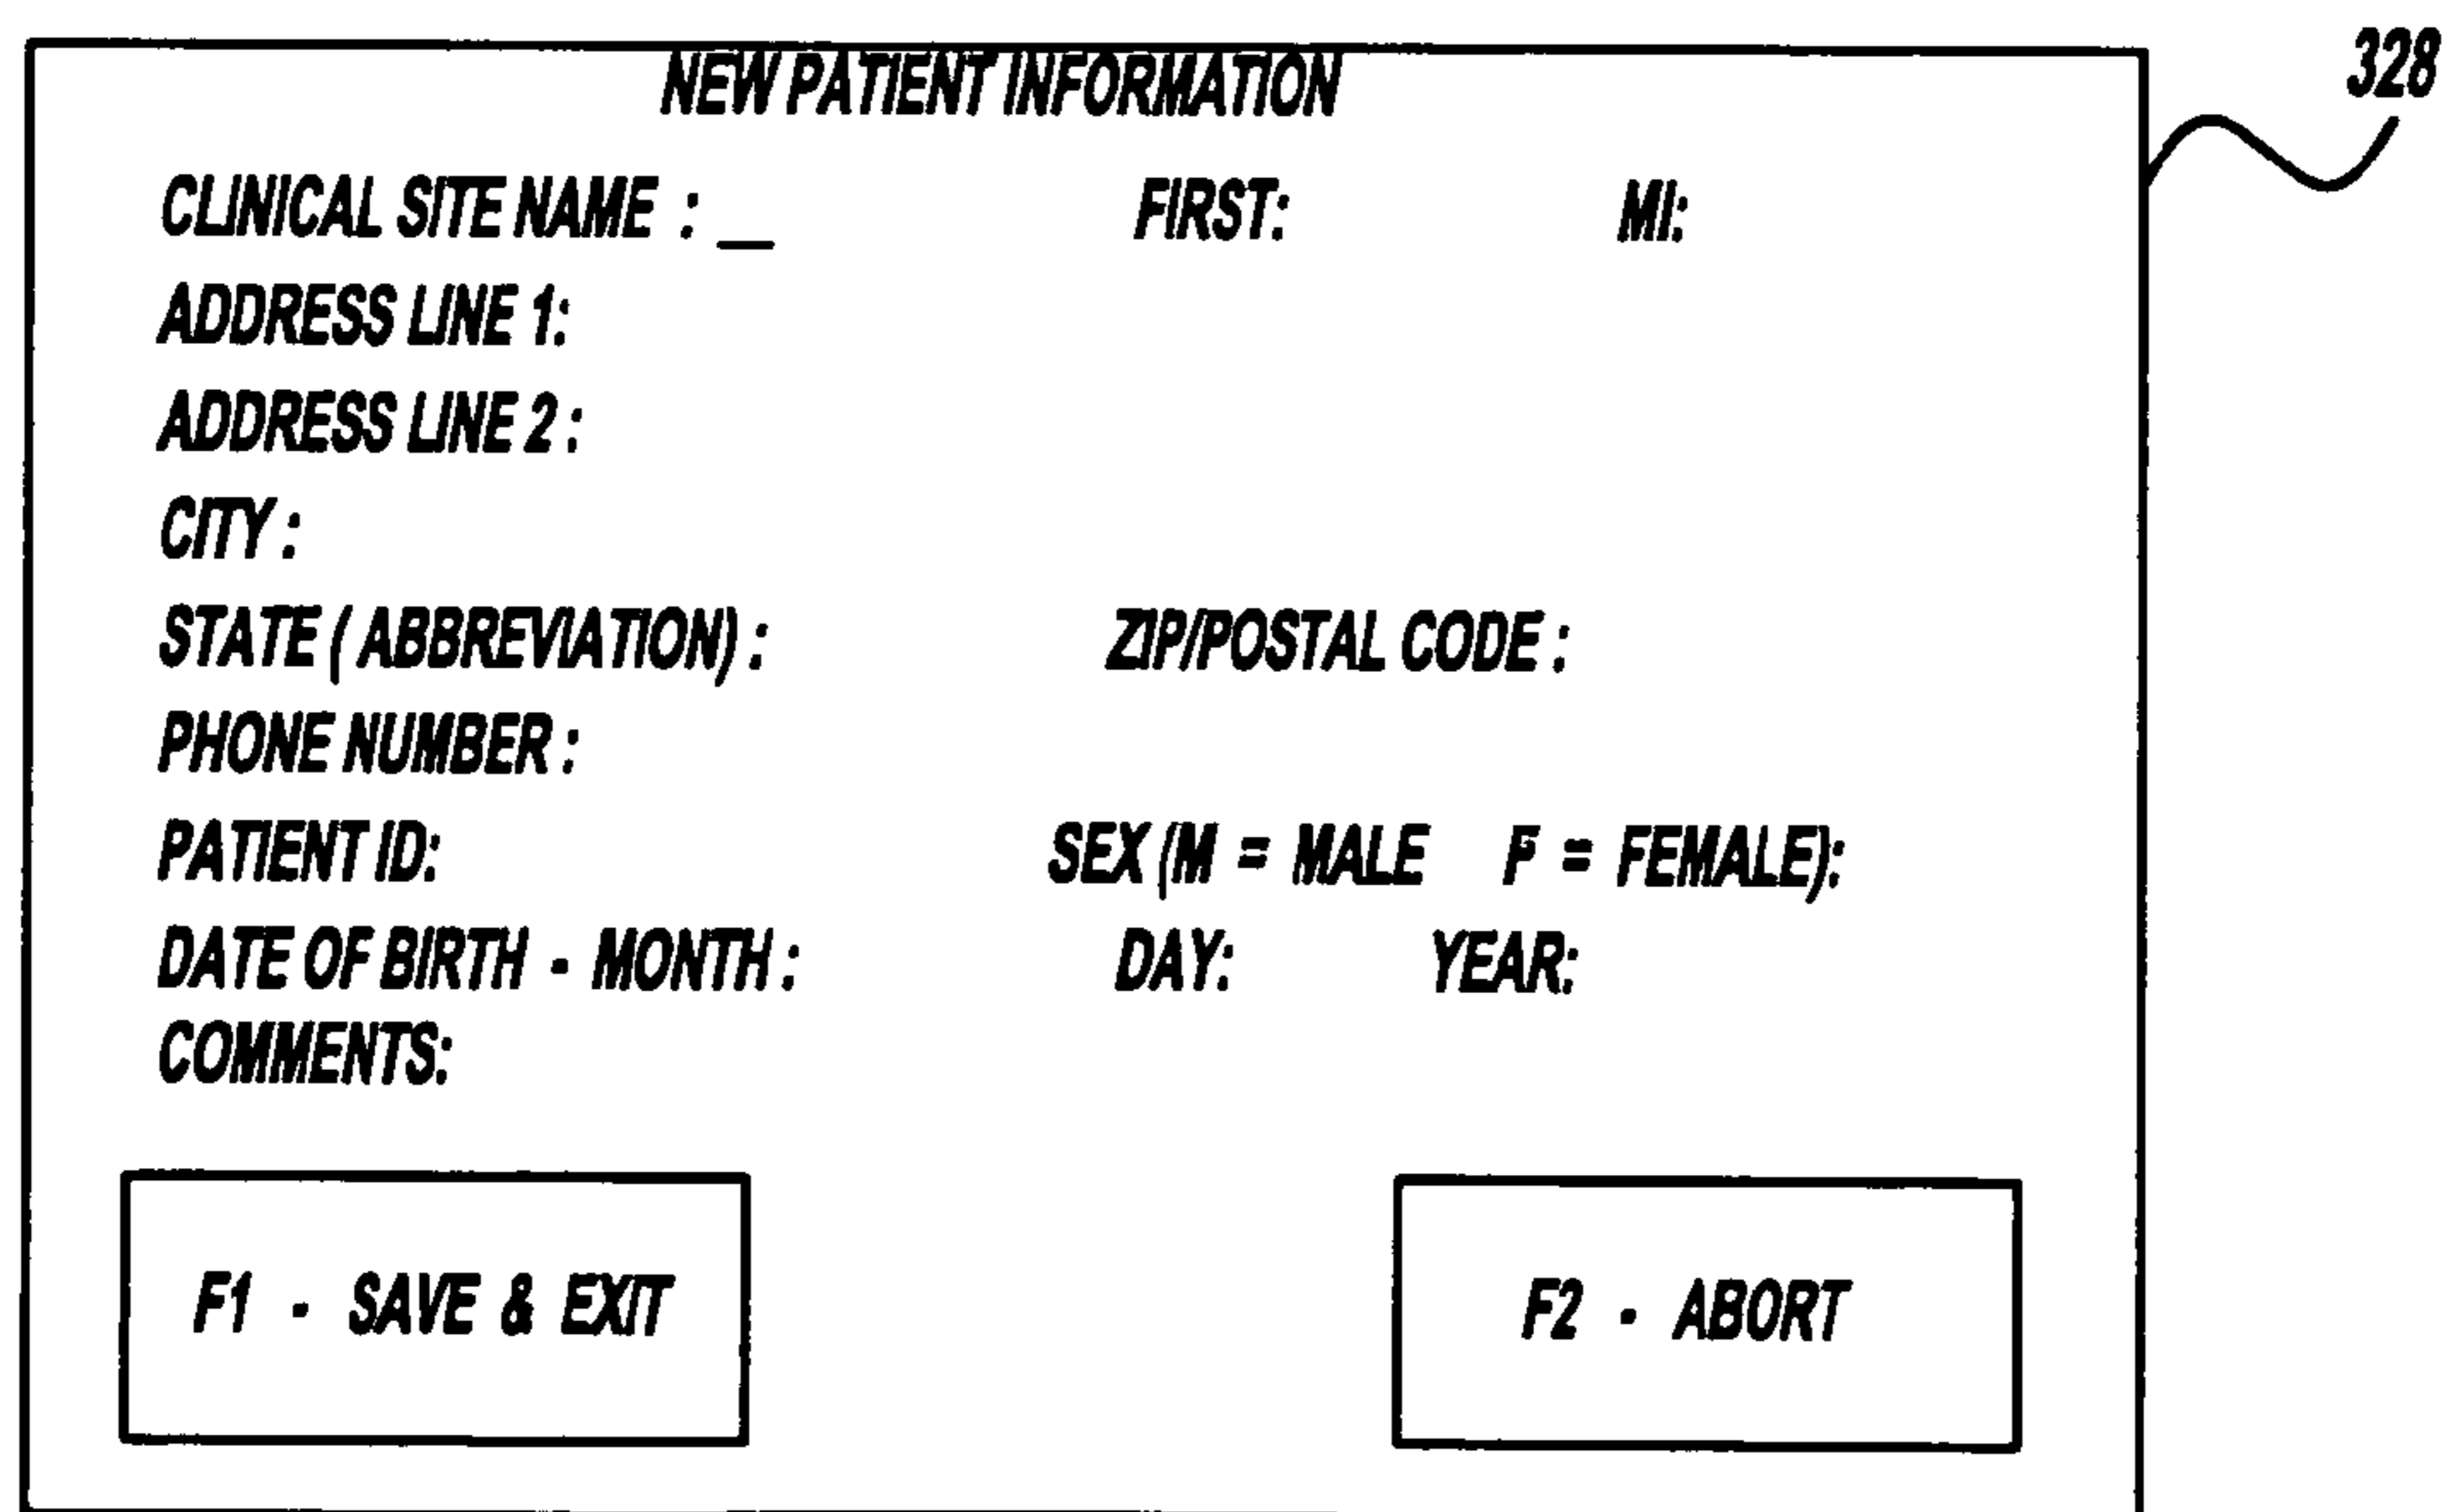 328
NEW PATIENT INFORMATION
CLINICAL SITE NAME : __ FIRST: MI:
ADDRESS LINE 1:
ADDRESS LINE 2 :
CITY :
STATE ( ABBREVIATION) : ZIP/POSTAL CODE :
PHONE NUMBER :
PATIENT ID: SEX (M = MALE F = FEMALE):
DATE OF BIRTH - MONTH : DAY: YEAR:
COMMENTS:
F1 - SAVE & EXIT F2 - ABORT